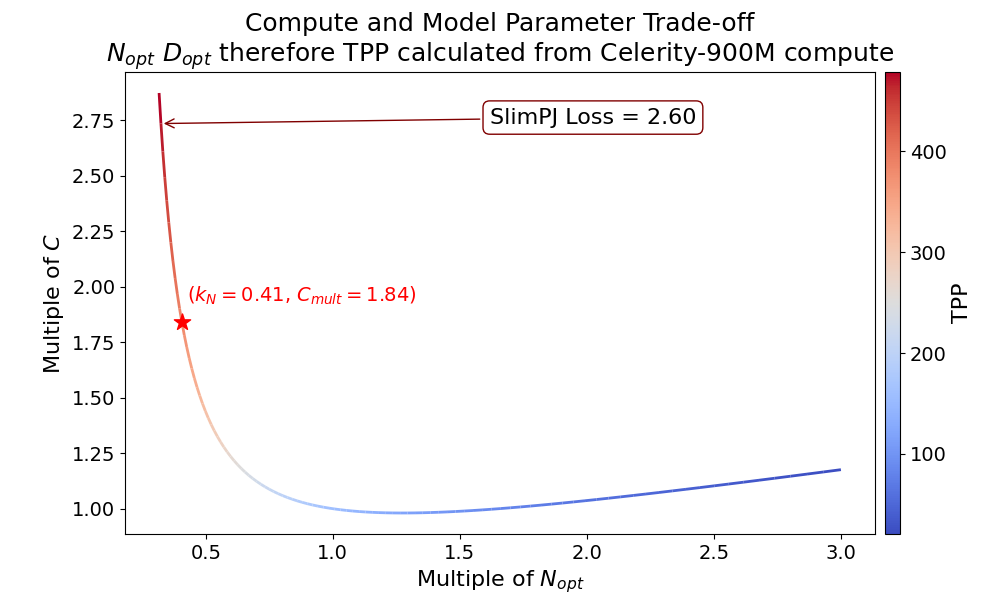 Compute and Model Parameter Trade-off
N_opt D_opt therefore TPP calculated from Celerity-900M compute
SlimPJ Loss = 2.60
(k_N = 0.41, C_mult = 1.84)
Multiple of C
2.75
2.50
2.25
2.00
1.75
1.50
1.25
1.00
0.5
1.0
1.5
2.0
2.5
3.0
Multiple of N_opt
400
300
200
100
TPP